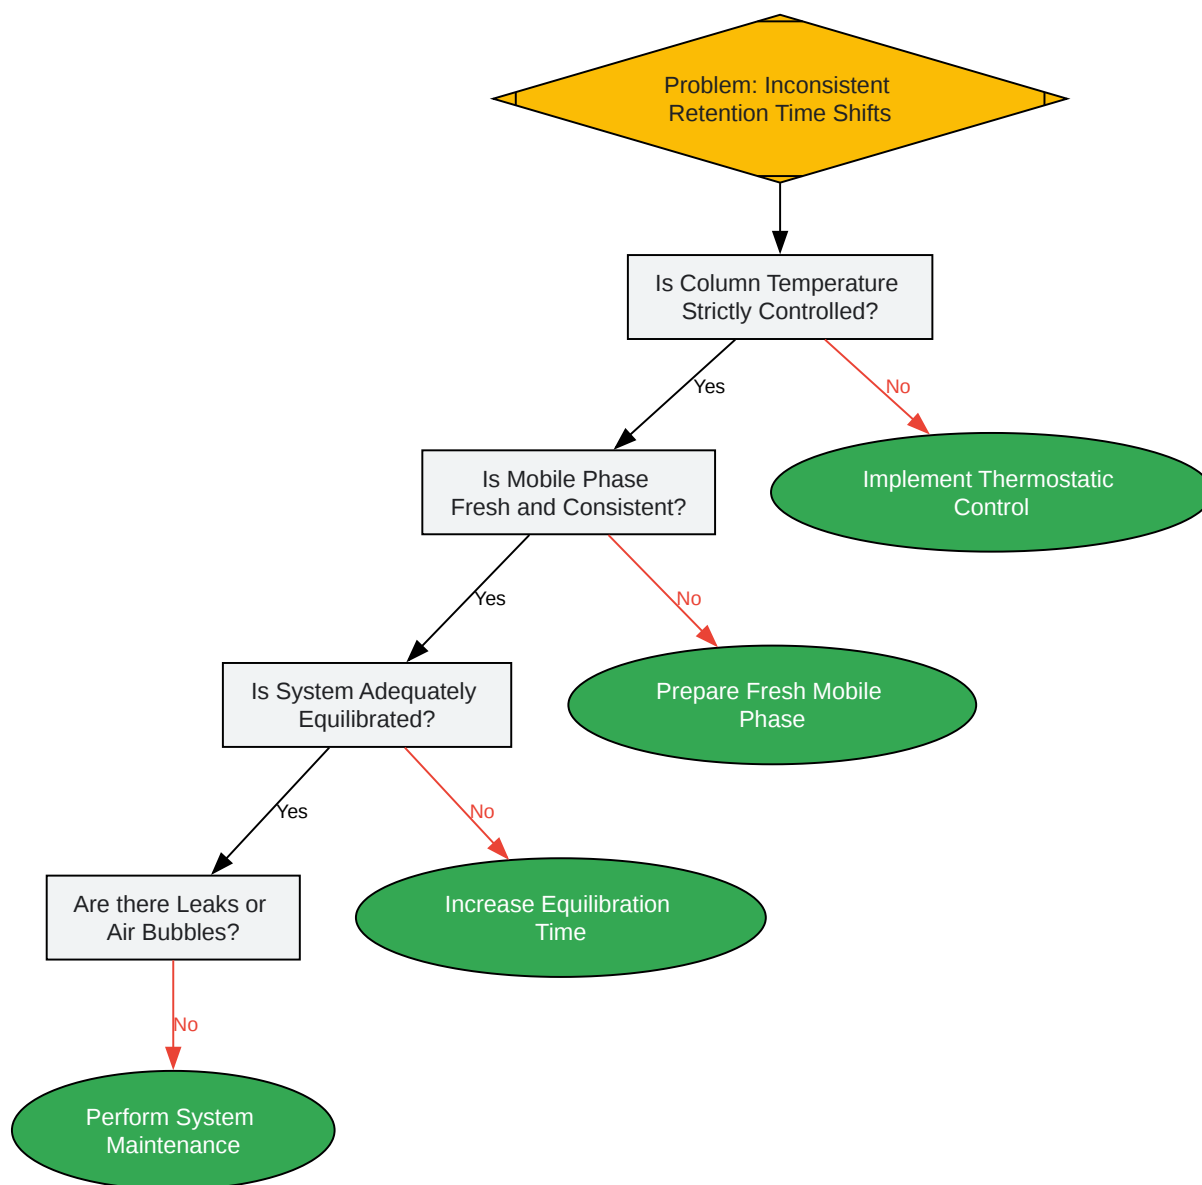 Problem: Inconsistent
Retention Time Shifts
Is Column Temperature
Strictly Controlled?
Yes
No
Is Mobile Phase
Fresh and Consistent?
Implement Thermostatic
Control
Yes
No
Is System Adequately
Equilibrated?
Prepare Fresh Mobile
Phase
Yes
No
Are there Leaks or
Air Bubbles?
Increase Equilibration
Time
No
Perform System
Maintenance